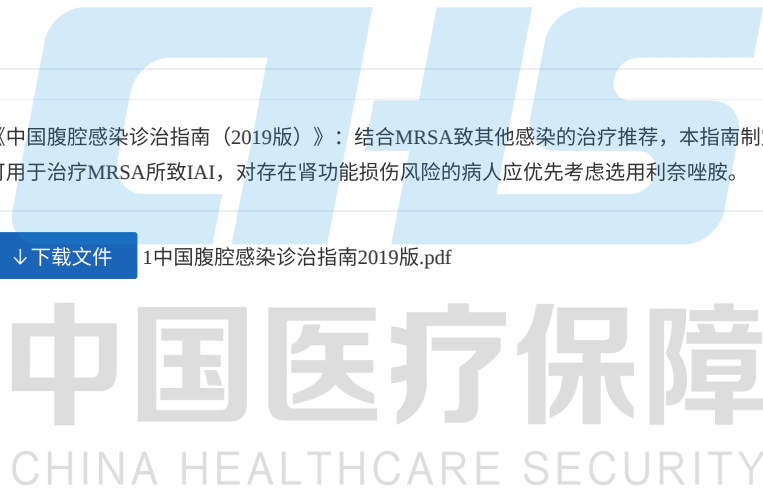 《中国腹腔感染诊治指南（2019版）》：结合MRSA致其他感染的治疗推荐，本指南制
用于治疗MRSA所致IAI，对存在肾功能损伤风险的病人应优先考虑选用利奈唑胺。
↓下载文件 1中国腹腔感染诊治指南2019版.pdf
CHS
中国医疗保障
CHINA HEALTHCARE SECURITY